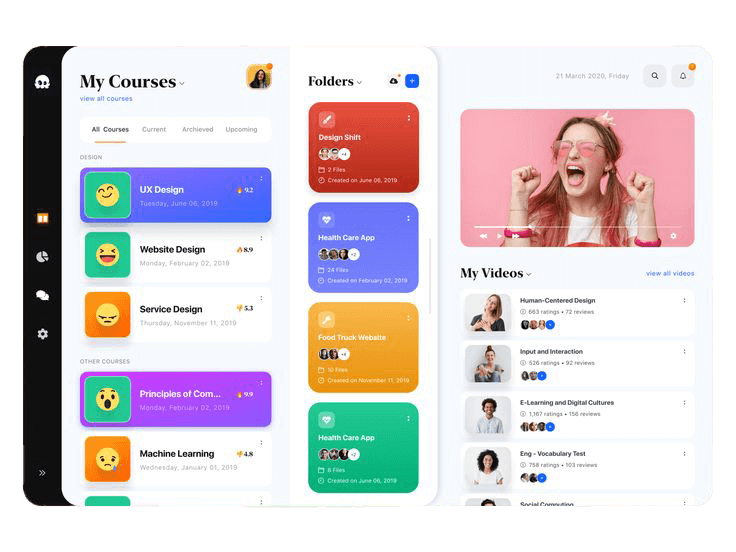 My Courses
view all courses
All Courses
Current
Archieved
Upcoming
DESIGN
UX Design
9.2
Tuesday, June 06, 2019
Website Design
8.9
Monday, February 02, 2019
Service Design
5.3
Thursday, November 11, 2019
OTHER COURSES
Principles of Com...
9.9
Monday, February 02, 2019
Machine Learning
4.8
Wednesday, January 01, 2019
Folders
Design Shift
+4
2 Files
Created on June 06, 2019
Health Care App
+2
24 Files
Created on February 02, 2019
Food Truck Website
+4
10 Files
Created on November 11, 2019
Health Care App
+2
8 Files
Created on June 06, 2019
21 March 2020, Friday
My Videos
view all videos
Human-Centered Design
663 ratings • 72 reviews
Input and Interaction
526 ratings • 92 reviews
E-Learning and Digital Cultures
1,167 ratings • 156 reviews
Eng - Vocabulary Test
758 ratings • 103 reviews
Social Computing